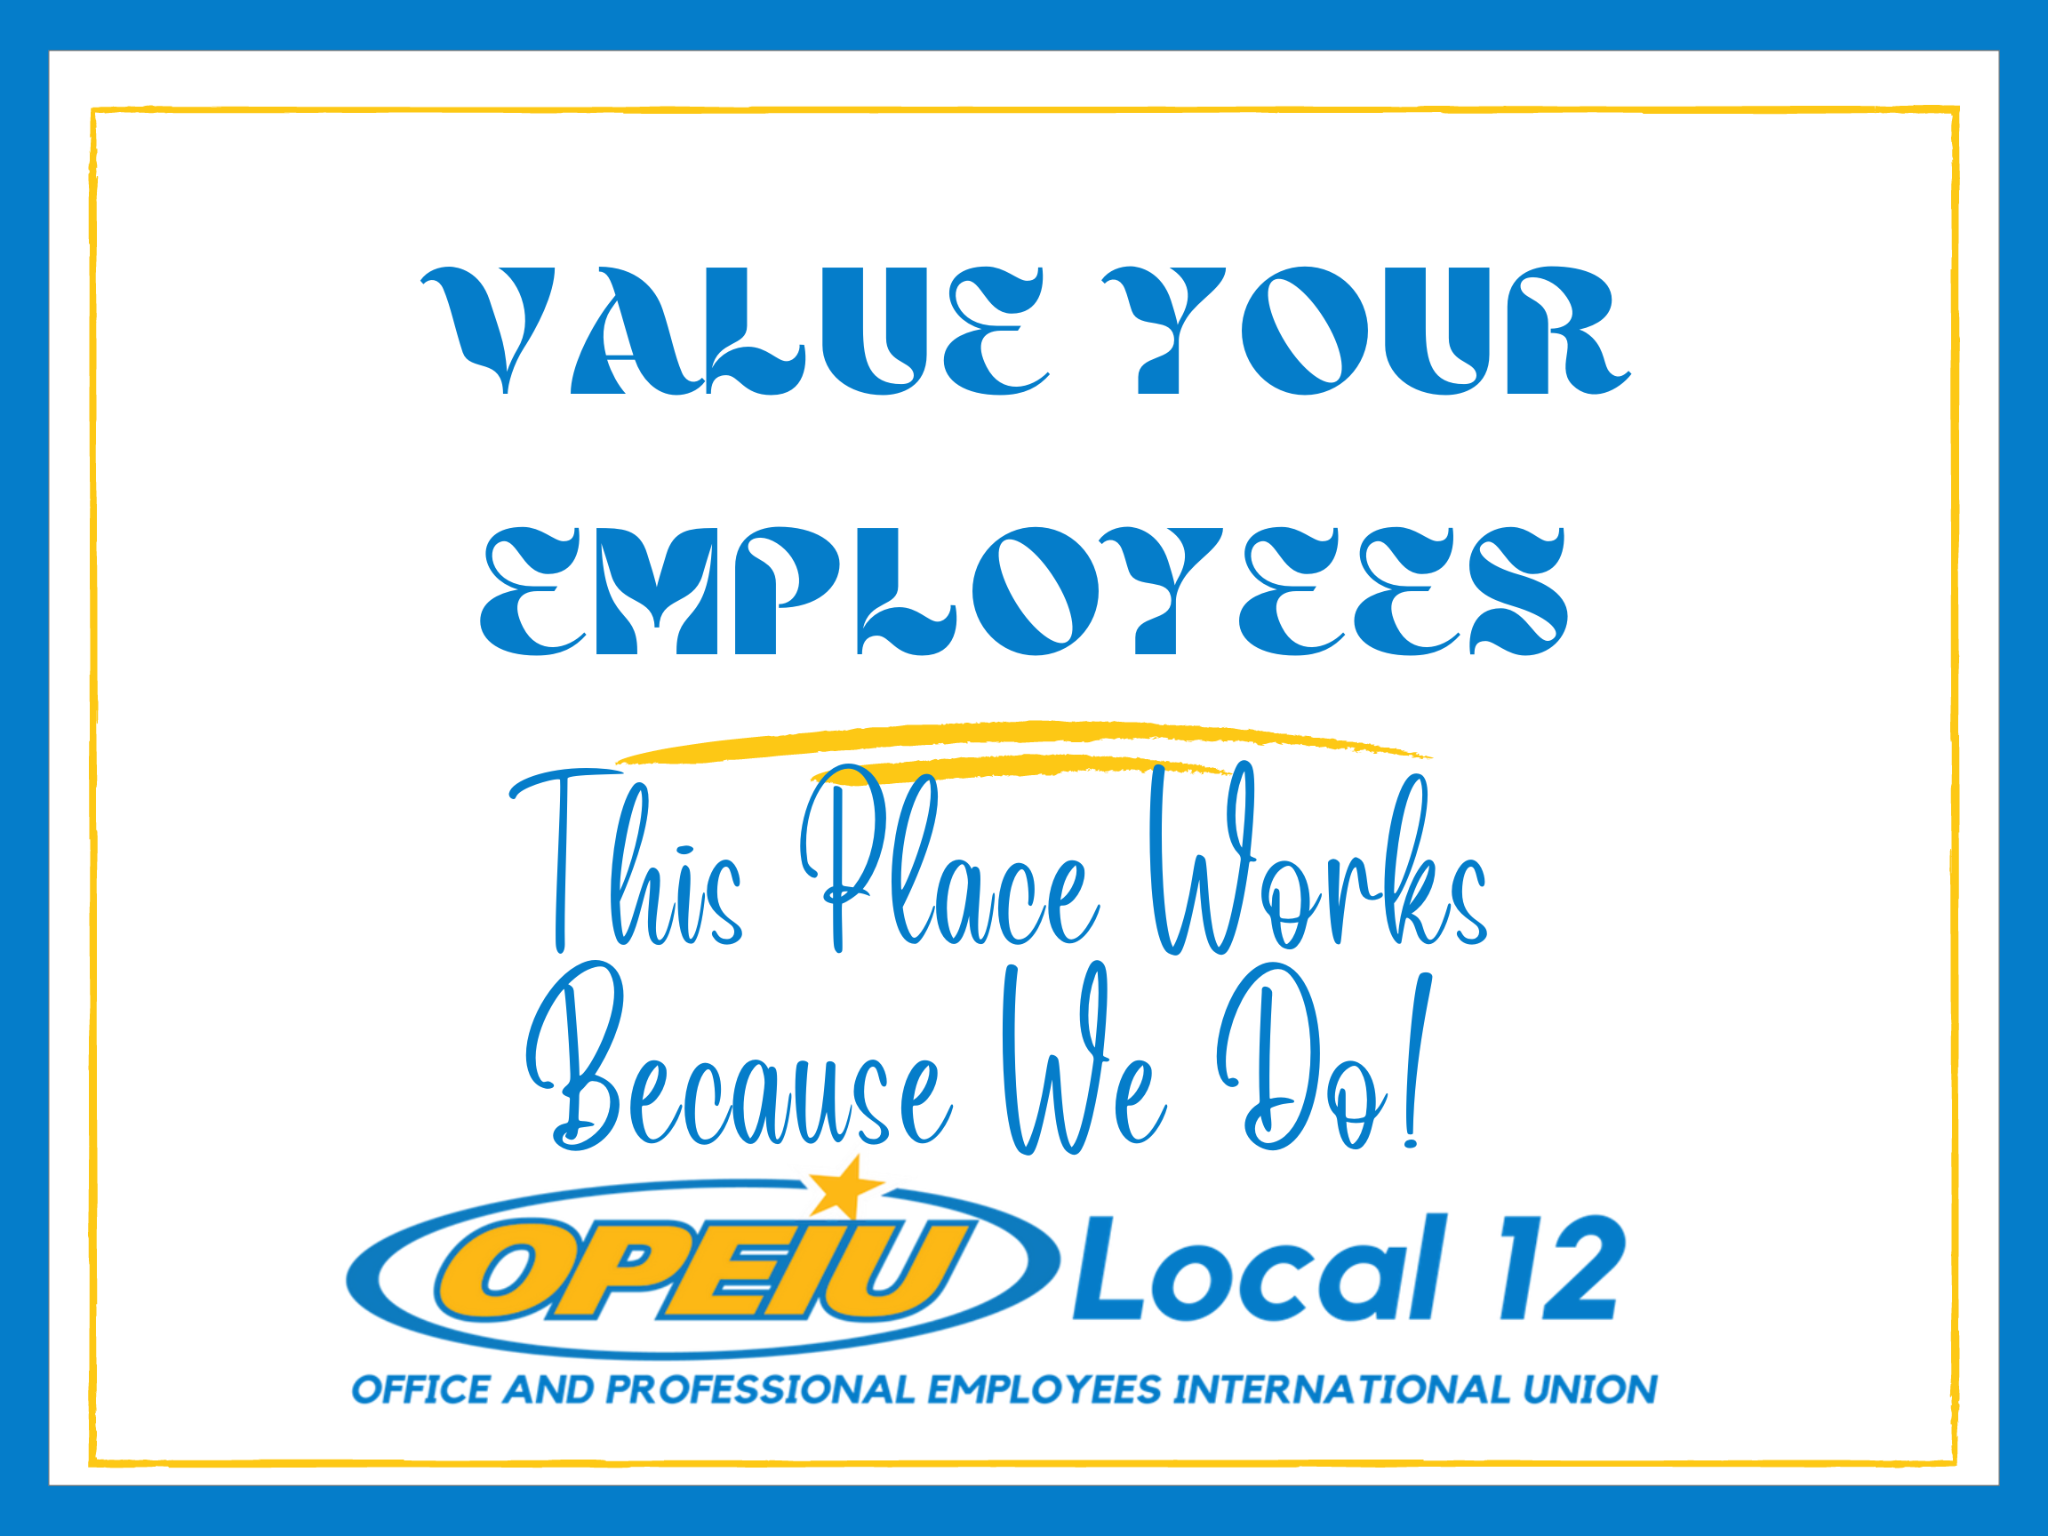 VALUE YOUR
EMPLOYEES
This Place Works
Because We Do!
OPEIU Local 12
OFFICE AND PROFESSIONAL EMPLOYEES INTERNATIONAL UNION